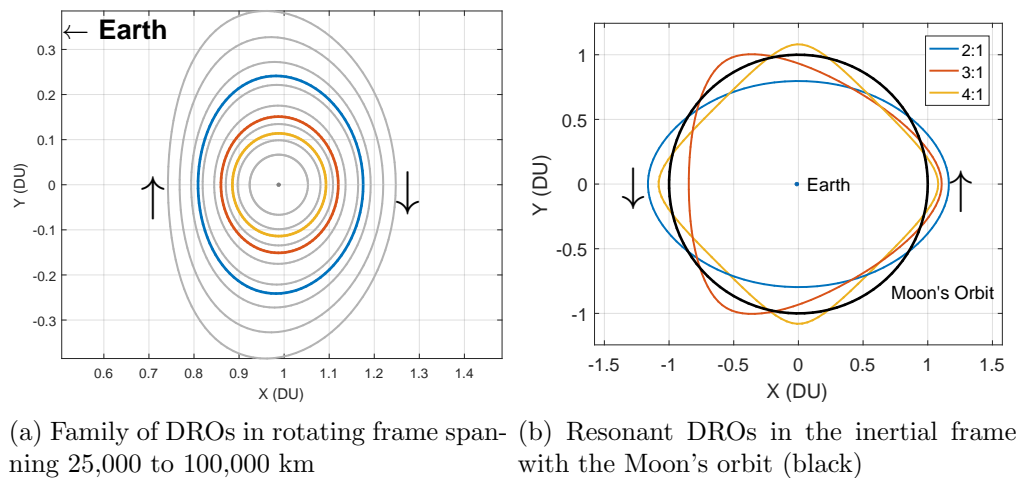 ← Earth
0.3
0.2
0.1
0
-0.1
-0.2
-0.3
0.6 0.7 0.8 0.9 1 1.1 1.2 1.3 1.4
X (DU)
Y (DU)
2:1
3:1
4:1
1
0.5
0
-0.5
-1
Earth
Moon's Orbit
-1.5 -1 -0.5 0 0.5 1 1.5
X (DU)
Y (DU)
(a) Family of DROs in rotating frame span-
ning 25,000 to 100,000 km
(b) Resonant DROs in the inertial frame
with the Moon's orbit (black)